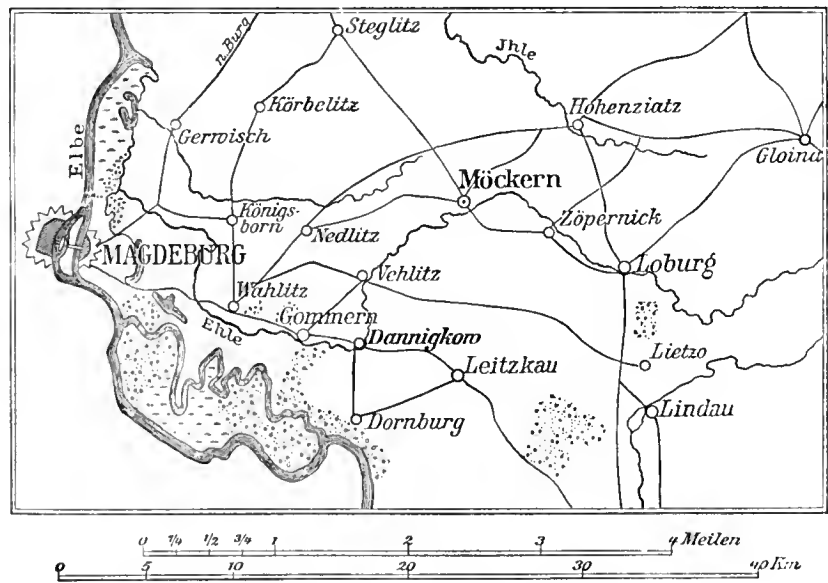 Steglitz
n. Burg
Jhle
Körbelitz
Hohenziatz
Gerwisch
Elbe
Gloina
Möckern
Königs-
born
Nedlitz
Zöpernick
MAGDEBURG
Loburg
Vehlitz
Wahlitz
Gommern
Ehle
Dannigkow
Lietzo
Leitzkau
Lindau
Dornburg
0 1/4 1/2 3/4 1 2 3 4 Meilen
0 5 10 20 30 40 Km